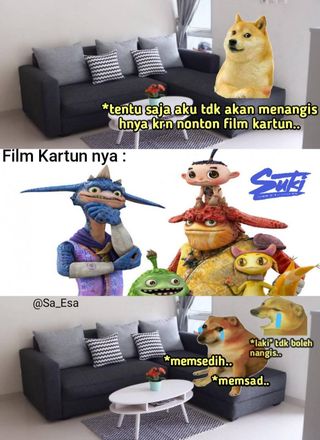 *tentu saja aku tdk akan menangis
hnya krn nonton film kartun..
Film Kartun nya :
Suki
@Sa_Esa
*laki² tdk boleh
nangis..
*memsedih..
*memsad..